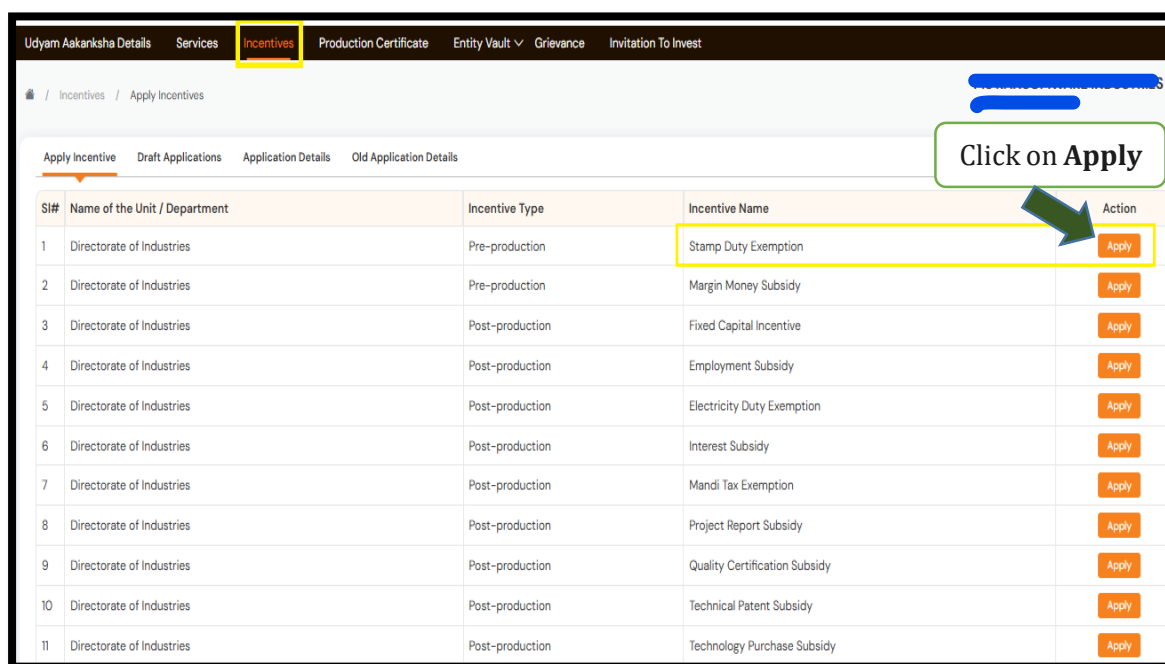 Udyam Aakanksha Details Services Incentives Production Certificate Entity Vault Grievance Invitation To Invest
/ Incentives / Apply Incentives
Apply Incentive Draft Applications Application Details Old Application Details
Click on Apply
Sl# Name of the Unit / Department Incentive Type Incentive Name Action
1 Directorate of Industries Pre-production Stamp Duty Exemption Apply
2 Directorate of Industries Pre-production Margin Money Subsidy Apply
3 Directorate of Industries Post-production Fixed Capital Incentive Apply
4 Directorate of Industries Post-production Employment Subsidy Apply
5 Directorate of Industries Post-production Electricity Duty Exemption Apply
6 Directorate of Industries Post-production Interest Subsidy Apply
7 Directorate of Industries Post-production Mandi Tax Exemption Apply
8 Directorate of Industries Post-production Project Report Subsidy Apply
9 Directorate of Industries Post-production Quality Certification Subsidy Apply
10 Directorate of Industries Post-production Technical Patent Subsidy Apply
11 Directorate of Industries Post-production Technology Purchase Subsidy Apply